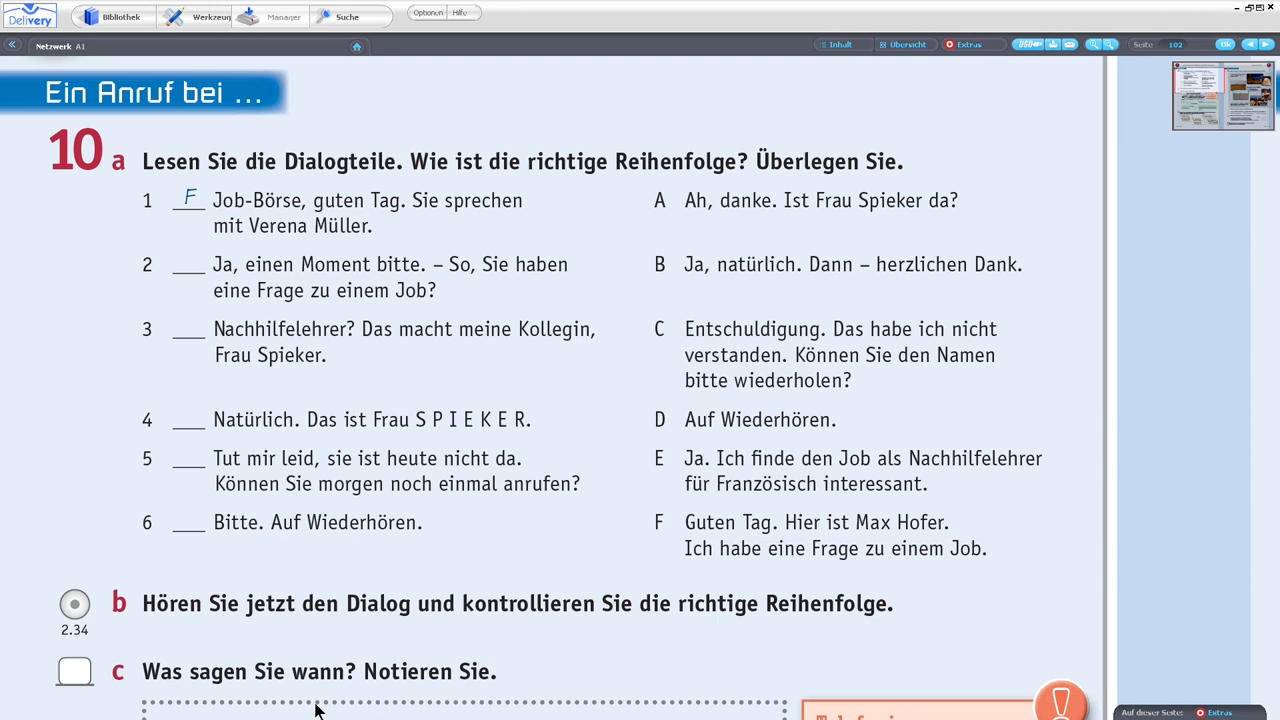 Delivery
Bibliothek
Werkzeug
Manager
Suche
Optionen
Hilfe
Netzwerk A1
Inhalt
Übersicht
Extras
Seite 102
Ok
Ein Anruf bei ...
10 a Lesen Sie die Dialogteile. Wie ist die richtige Reihenfolge? Überlegen Sie.
1 F Job-Börse, guten Tag. Sie sprechen
mit Verena Müller.
2 ___ Ja, einen Moment bitte. – So, Sie haben
eine Frage zu einem Job?
3 ___ Nachhilfelehrer? Das macht meine Kollegin,
Frau Spieker.
4 ___ Natürlich. Das ist Frau S P I E K E R.
5 ___ Tut mir leid, sie ist heute nicht da.
Können Sie morgen noch einmal anrufen?
6 ___ Bitte. Auf Wiederhören.
A Ah, danke. Ist Frau Spieker da?
B Ja, natürlich. Dann – herzlichen Dank.
C Entschuldigung. Das habe ich nicht
verstanden. Können Sie den Namen
bitte wiederholen?
D Auf Wiederhören.
E Ja. Ich finde den Job als Nachhilfelehrer
für Französisch interessant.
F Guten Tag. Hier ist Max Hofer.
Ich habe eine Frage zu einem Job.
b Hören Sie jetzt den Dialog und kontrollieren Sie die richtige Reihenfolge.
2.34
c Was sagen Sie wann? Notieren Sie.
!
Auf dieser Seite: Extras